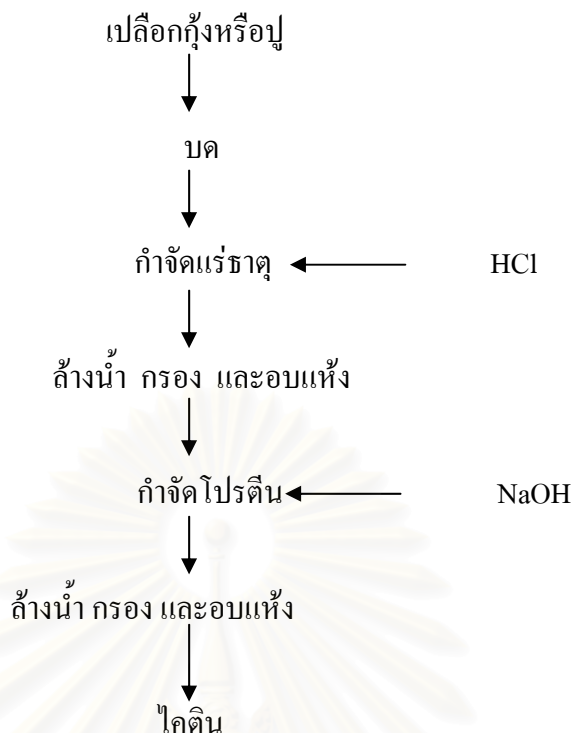 เปลือกกุ้งหรือปู
บด
กำจัดแร่ธาตุ HCl
ล้างน้ำ กรอง และอบแห้ง
กำจัดโปรตีน NaOH
ล้างน้ำ กรอง และอบแห้ง
ไคติน